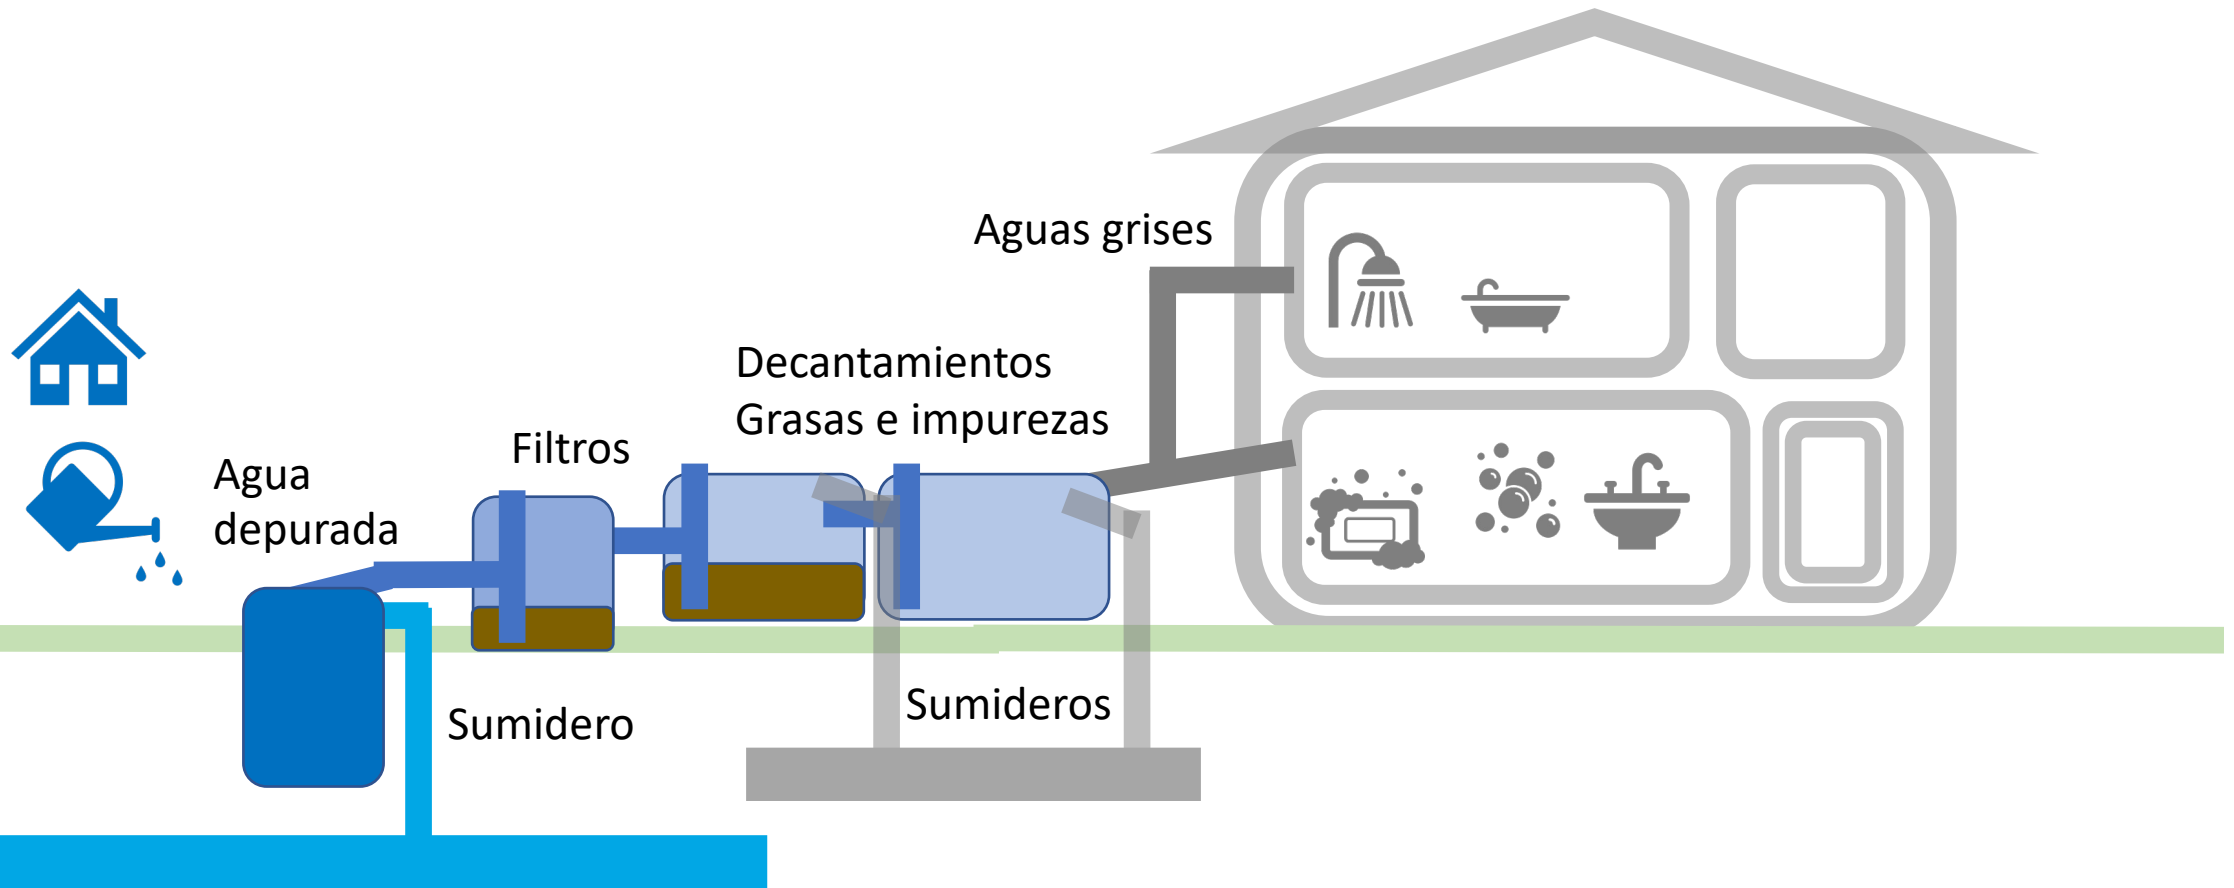 Aguas grises
Decantamientos
Grasas e impurezas
Filtros
Agua
depurada
Sumidero
Sumideros